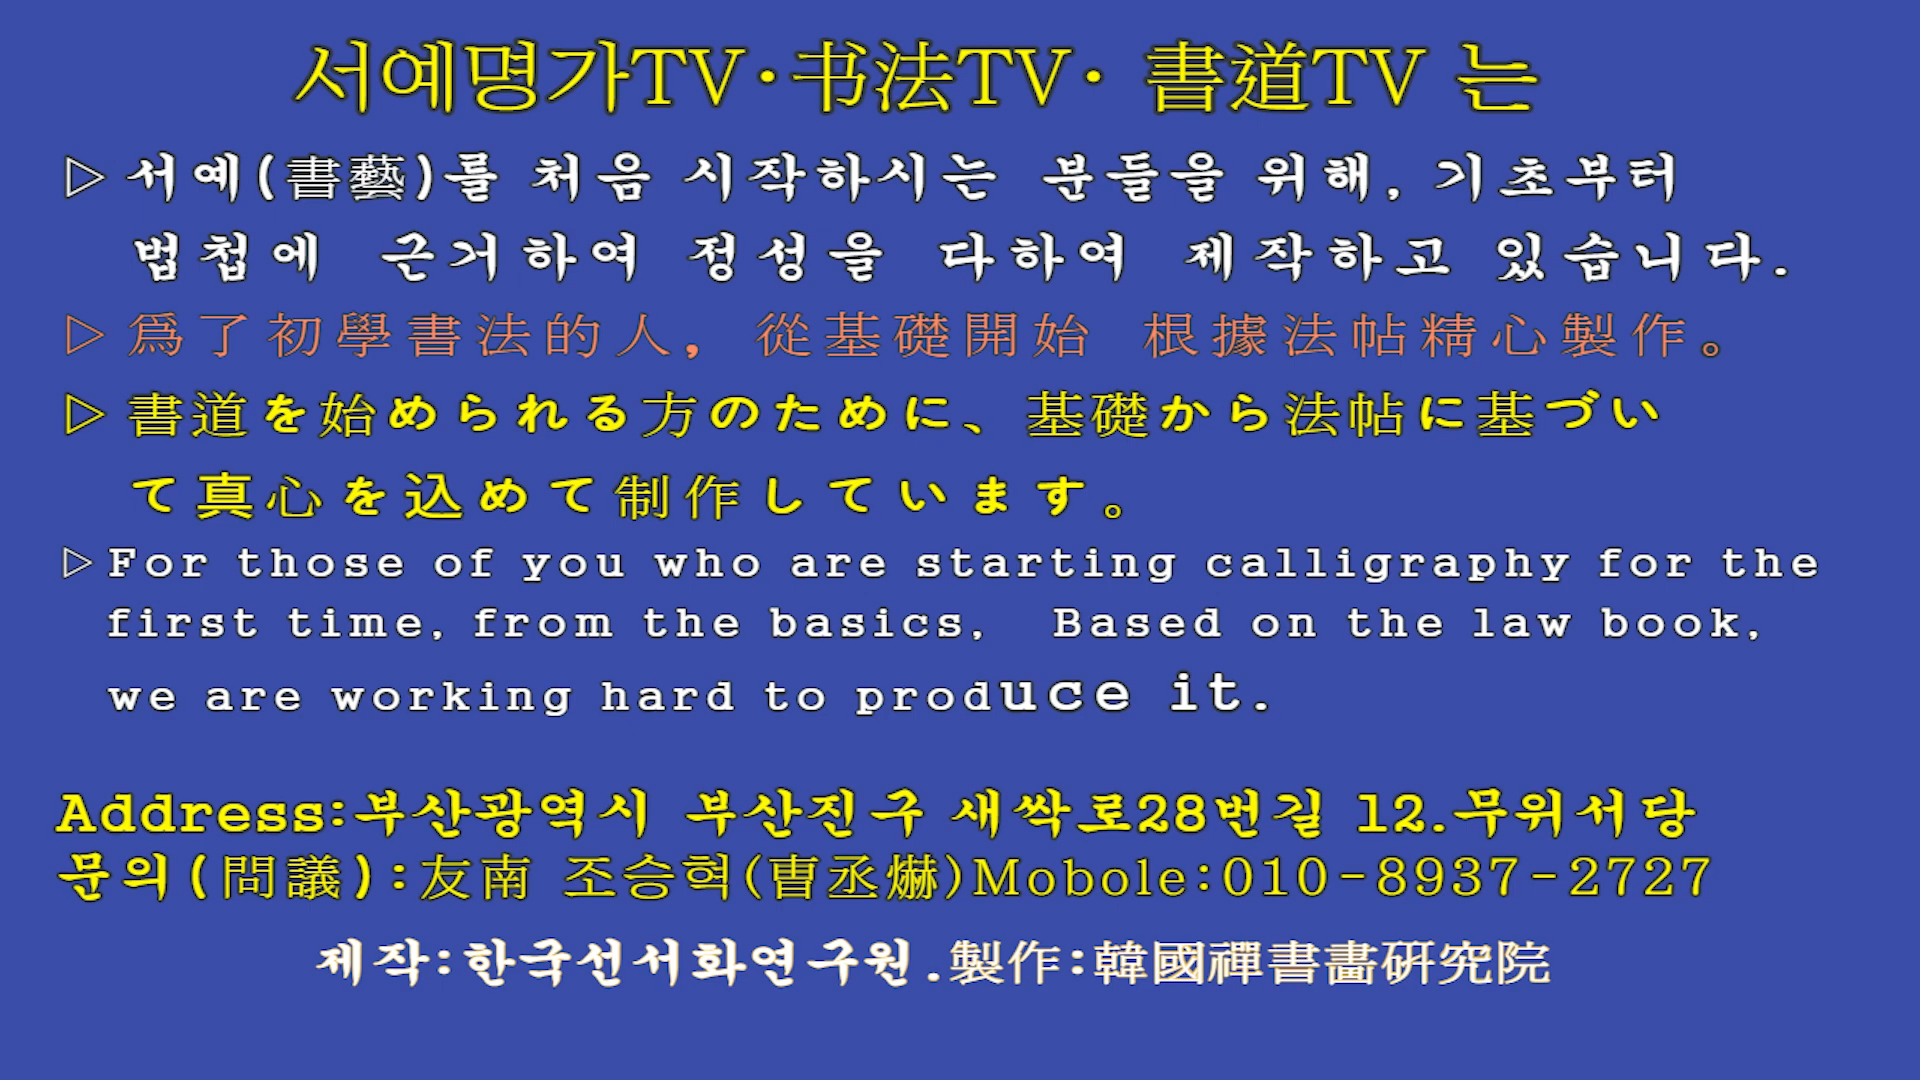 서예명가TV·书法TV· 書道TV 는
▷서예(書藝)를 처음 시작하시는 분들을 위해, 기초부터
법첩에 근거하여 정성을 다하여 제작하고 있습니다.
▷爲了初學書法的人, 從基礎開始 根據法帖精心製作。
▷書道を始められる方のために、基礎から法帖に基づい
て真心を込めて制作しています。
▷For those of you who are starting calligraphy for the
first time, from the basics, Based on the law book,
we are working hard to produce it.
Address:부산광역시 부산진구 새싹로28번길 12.무위서당
문의(問議):友南 조승혁(曺丞爀)Mobole:010-8937-2727
제작:한국선서화연구원.製作:韓國禪書畵硏究院